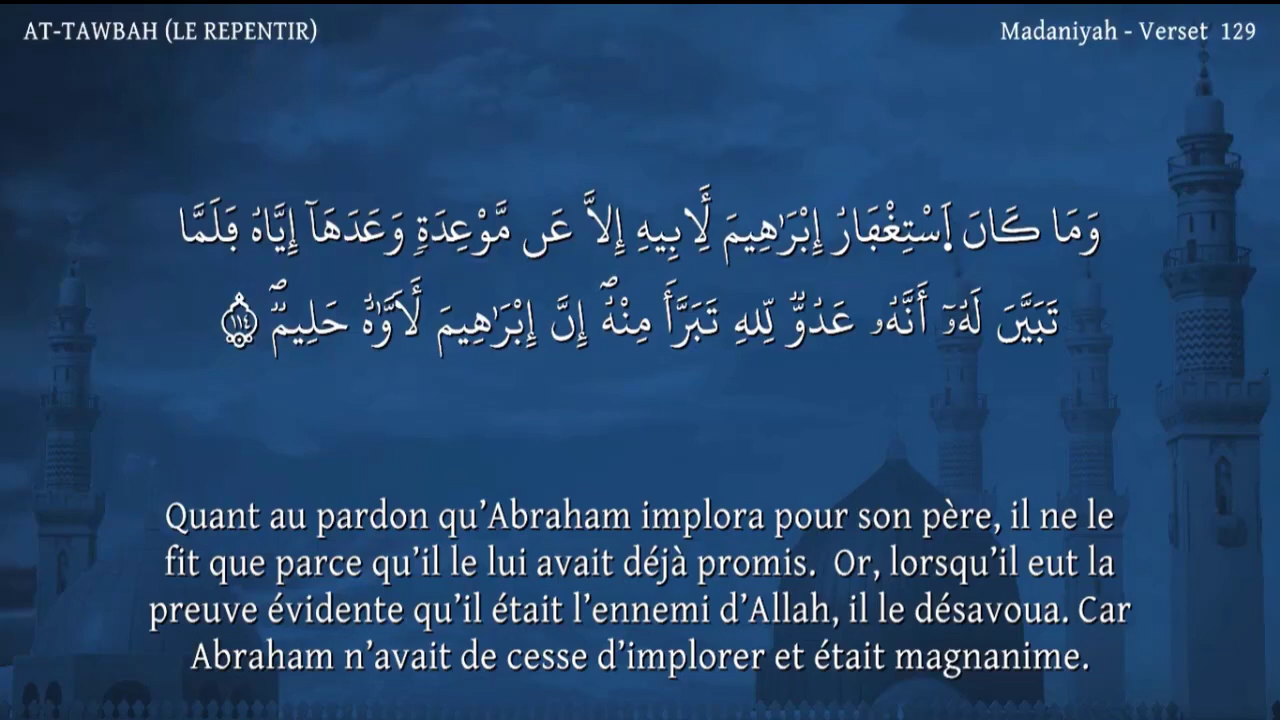 AT-TAWBAH (LE REPENTIR)
Madaniyah - Verset 129
وَمَا كَانَ اَ۪سْتِغْفَارُ إِبْرَٰهِيمَ لِأَبِيهِ إِلَّا عَن مَّوْعِدَةٖ وَعَدَهَآ إِيَّاهُ فَلَمَّا
تَبَيَّنَ لَهُۥٓ أَنَّهُۥ عَدُوّٞ لِّلهِ تَبَرَّأَ مِنْهُۖ إِنَّ إِبْرَٰهِيمَ لَأَوَّٰهٌ حَلِيمٞۖ ١١٤
Quant au pardon qu’Abraham implora pour son père, il ne le
fit que parce qu’il le lui avait déjà promis. Or, lorsqu’il eut la
preuve évidente qu’il était l’ennemi d’Allah, il le désavoua. Car
Abraham n’avait de cesse d’implorer et était magnanime.